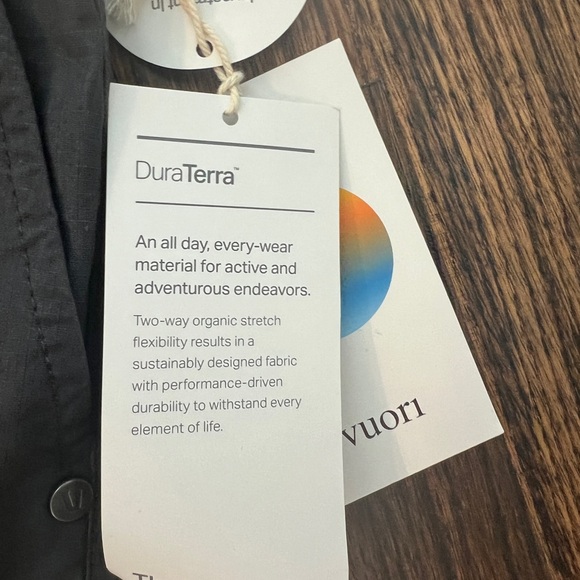 DuraTerra™
An all day, every-wear
material for active and
adventurous endeavors.
Two-way organic stretch
flexibility results in a
sustainably designed fabric
with performance-driven
durability to withstand every
element of life.
vuori